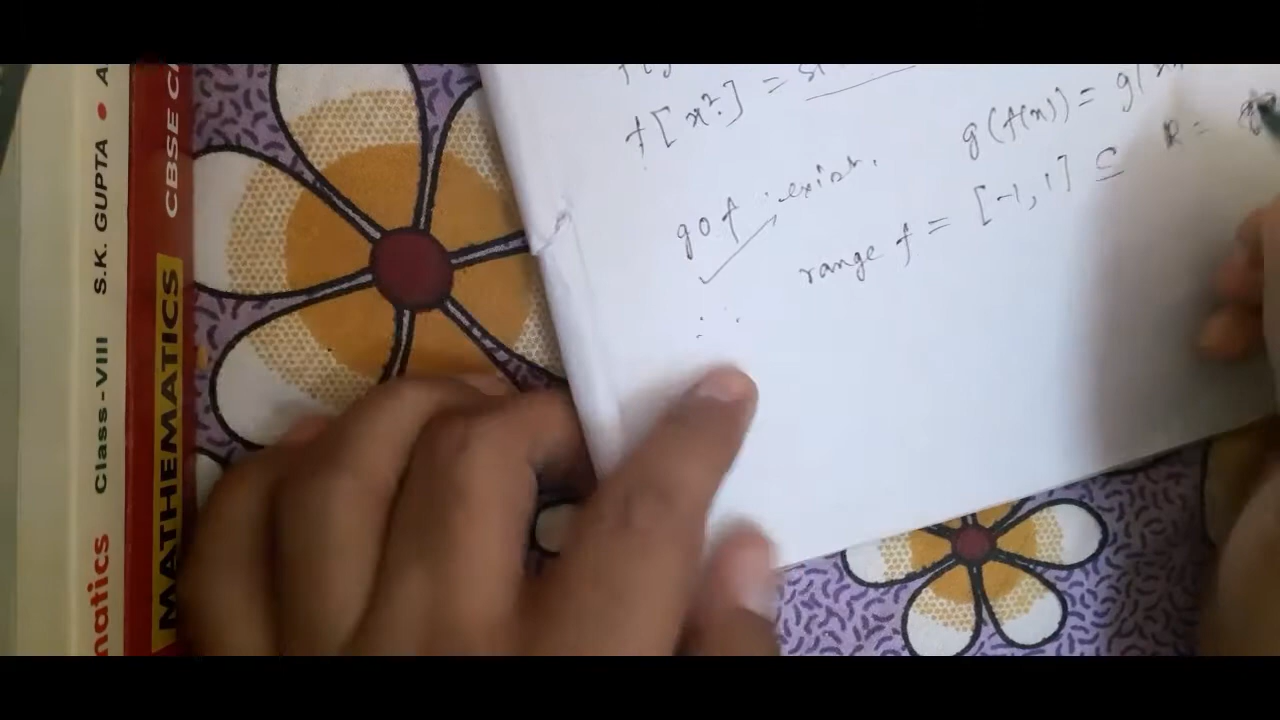 f[x²] =
g(f(x)) = g(
gof exist.
range f = [-1, 1] ⊆ R =
∴
S.K. GUPTA • A
Class-VIII
matics
CBSE
MATHEMATICS